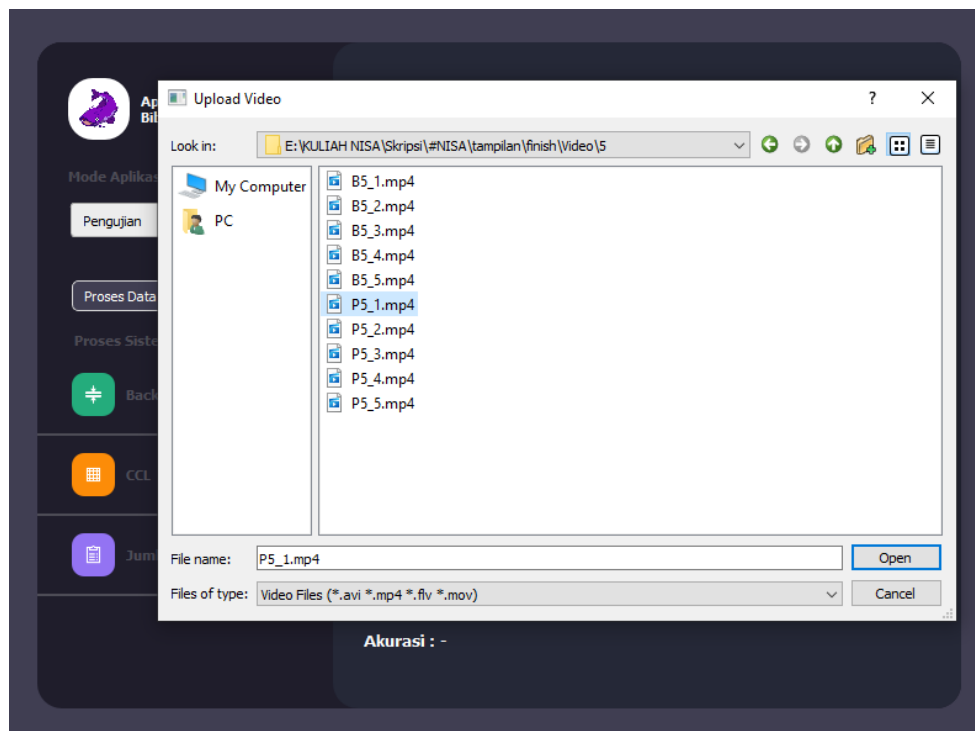 Upload Video
?
Ap
Bil
Look in:
E:\KULIAH NISA\Skripsi\#NISA\tampilan\finish\Video\5
Mode Aplikas
My Computer
PC
Pengujian
Proses Data
Proses Siste
Back
CCL
Juml
B5_1.mp4
B5_2.mp4
B5_3.mp4
B5_4.mp4
B5_5.mp4
P5_1.mp4
P5_2.mp4
P5_3.mp4
P5_4.mp4
P5_5.mp4
File name:
P5_1.mp4
Open
Files of type:
Video Files (*.avi *.mp4 *.flv *.mov)
Cancel
Akurasi : -